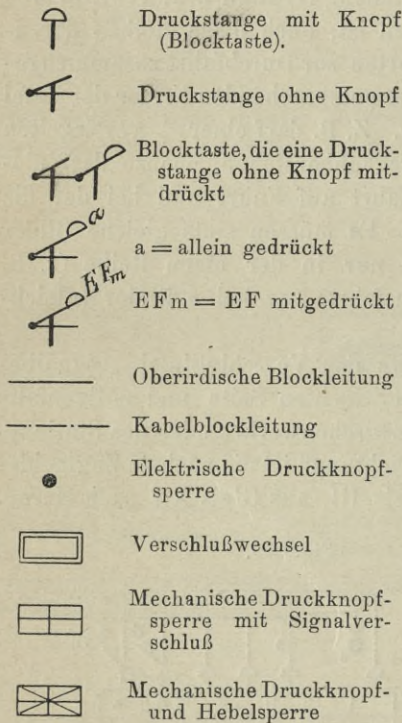 Druckstange mit Knopf
(Blocktaste).
Druckstange ohne Knopf
Blocktaste, die eine Druck-
stange ohne Knopf mit-
drückt
a
a = allein gedrückt
EFm
EFm = EF mitgedrückt
Oberirdische Blockleitung
Kabelblockleitung
Elektrische Druckknopf-
sperre
Verschlußwechsel
Mechanische Druckknopf-
sperre mit Signalver-
schluß
Mechanische Druckknopf-
und Hebelsperre